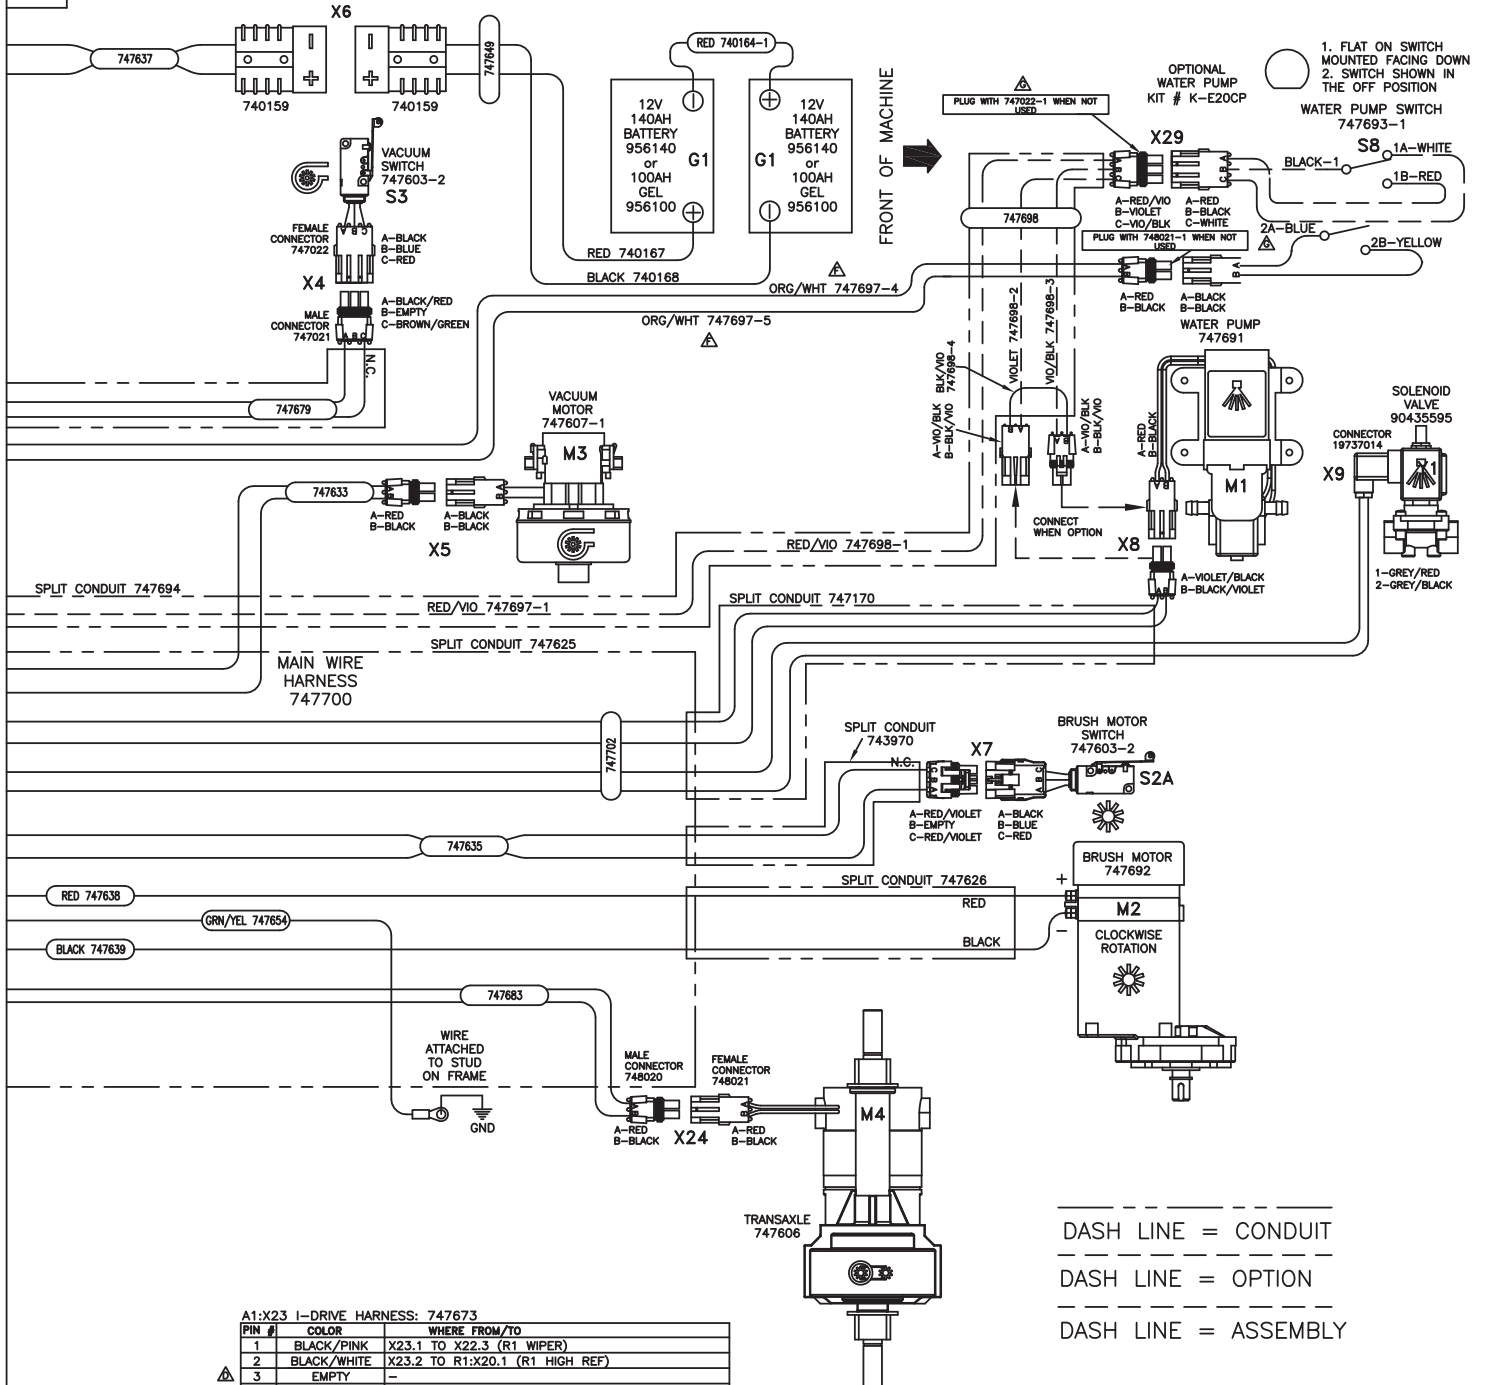 X6
747637
740159
740159
747649
RED 740164-1
12V
140AH
BATTERY
956140
or
100AH
GEL
956100
G1
G1
12V
140AH
BATTERY
956140
or
100AH
GEL
956100
FRONT OF MACHINE
G
PLUG WITH 747022-1 WHEN NOT
USED
OPTIONAL
WATER PUMP
KIT # K-E20CP
1. FLAT ON SWITCH
MOUNTED FACING DOWN
2. SWITCH SHOWN IN
THE OFF POSITION
WATER PUMP SWITCH
747693-1
S8
X29
BLACK-1
1A-WHITE
1B-RED
2A-BLUE
2B-YELLOW
A B C
A B C
A-RED/VIO
B-VIOLET
C-VIO/BLK
A-RED
B-BLACK
C-WHITE
PLUG WITH 748021-1 WHEN NOT
USED
G
A B
A B
A-RED
B-BLACK
A-BLACK
B-BLACK
747698
VACUUM
SWITCH
747603-2
S3
FEMALE
CONNECTOR
747022
A B C
A-BLACK
B-BLUE
C-RED
X4
MALE
CONNECTOR
747021
A B C
A-BLACK/RED
B-EMPTY
C-BROWN/GREEN
N.C.
747679
RED 740167
BLACK 740168
F
ORG/WHT 747697-4
ORG/WHT 747697-5
F
VIOLET 747698-2
VIO/BLK 747698-3
BLK/VIO
747698-4
A-VIO/BLK
B-BLK/VIO
B A
A-VIO/BLK
B-BLK/VIO
CONNECT
WHEN OPTION
WATER PUMP
747691
A-RED
B-BLACK
M1
X8
B A
A B
A-VIOLET/BLACK
B-BLACK/VIOLET
SOLENOID
VALVE
90435595
CONNECTOR
19737014
X9
1-GREY/RED
2-GREY/BLACK
VACUUM
MOTOR
747607-1
M3
747633
A-RED
B-BLACK
A-BLACK
B-BLACK
X5
SPLIT CONDUIT 747694
RED/VIO 747698-1
RED/VIO 747697-1
SPLIT CONDUIT 747170
SPLIT CONDUIT 747625
MAIN WIRE
HARNESS
747700
747702
SPLIT CONDUIT
743970
N.C.
X7
C B A
A B C
A-RED/VIOLET
B-EMPTY
C-RED/VIOLET
A-BLACK
B-BLUE
C-RED
BRUSH MOTOR
SWITCH
747603-2
S2A
747635
BRUSH MOTOR
747692
M2
+
−
CLOCKWISE
ROTATION
SPLIT CONDUIT 747626
RED
BLACK
RED 747638
GRN/YEL 747654
BLACK 747639
747683
WIRE
ATTACHED
TO STUD
ON FRAME
GND
MALE
CONNECTOR
748020
FEMALE
CONNECTOR
748021
A B
A B
A-RED
B-BLACK
X24
A-RED
B-BLACK
M4
TRANSAXLE
747606
DASH LINE = CONDUIT
DASH LINE = OPTION
DASH LINE = ASSEMBLY
A1:X23 I-DRIVE HARNESS: 747673
PIN # COLOR WHERE FROM/TO
1 BLACK/PINK X23.1 TO X22.3 (R1 WIPER)
2 BLACK/WHITE X23.2 TO R1:X20.1 (R1 HIGH REF)
D
3 EMPTY −